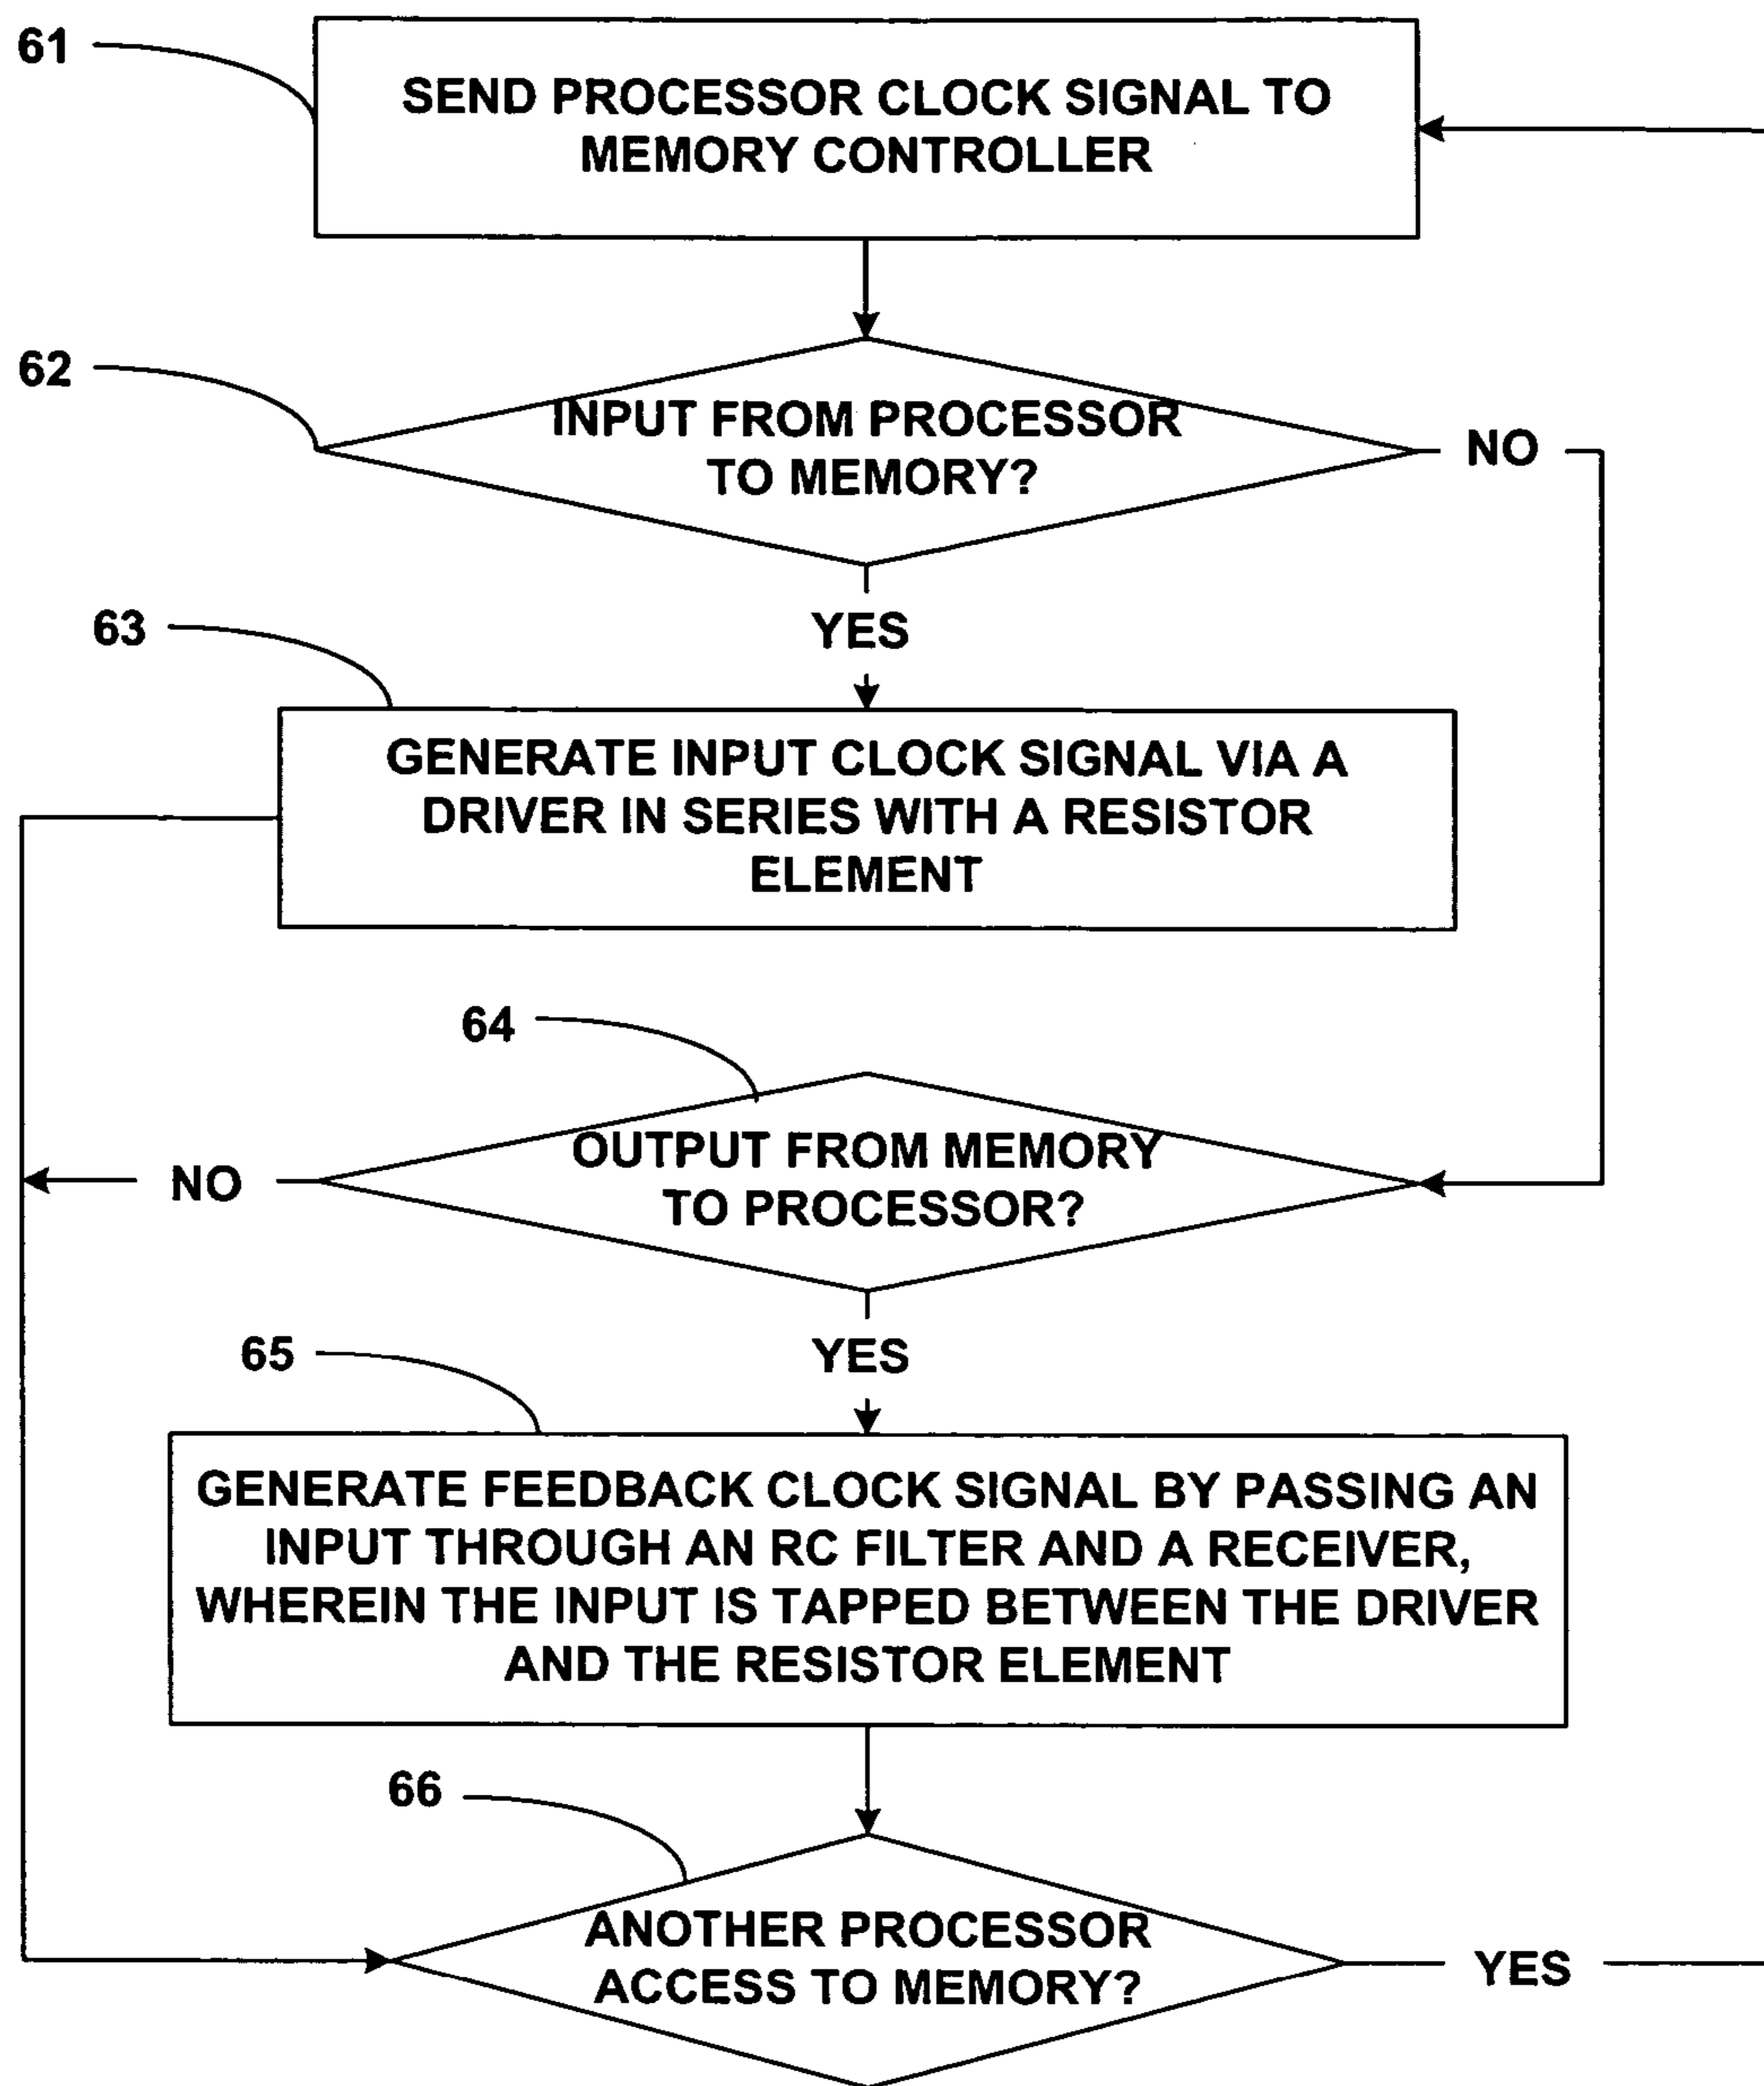 61
SEND PROCESSOR CLOCK SIGNAL TO
MEMORY CONTROLLER
62
INPUT FROM PROCESSOR
TO MEMORY?
NO
YES
63
GENERATE INPUT CLOCK SIGNAL VIA A
DRIVER IN SERIES WITH A RESISTOR
ELEMENT
64
OUTPUT FROM MEMORY
TO PROCESSOR?
NO
YES
65
GENERATE FEEDBACK CLOCK SIGNAL BY PASSING AN
INPUT THROUGH AN RC FILTER AND A RECEIVER,
WHEREIN THE INPUT IS TAPPED BETWEEN THE DRIVER
AND THE RESISTOR ELEMENT
66
ANOTHER PROCESSOR
ACCESS TO MEMORY?
YES